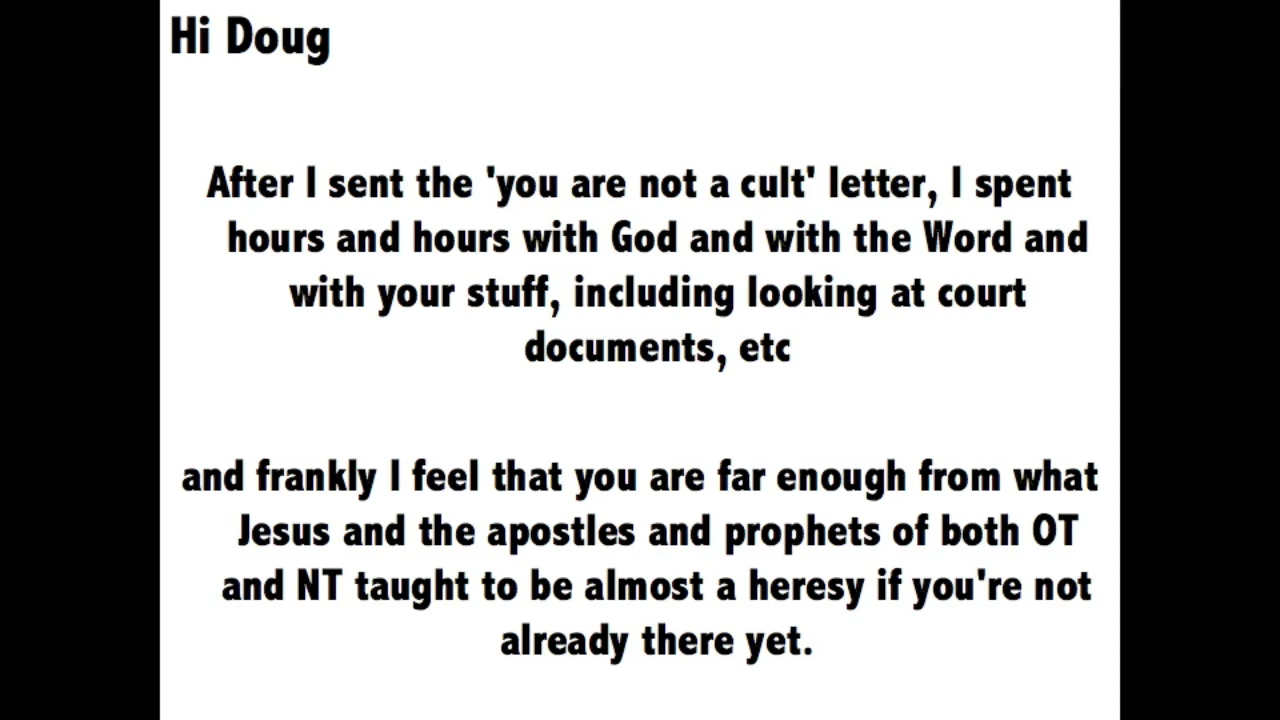 Hi Doug
After I sent the 'you are not a cult' letter, I spent
hours and hours with God and with the Word and
with your stuff, including looking at court
documents, etc
and frankly I feel that you are far enough from what
Jesus and the apostles and prophets of both OT
and NT taught to be almost a heresy if you're not
already there yet.